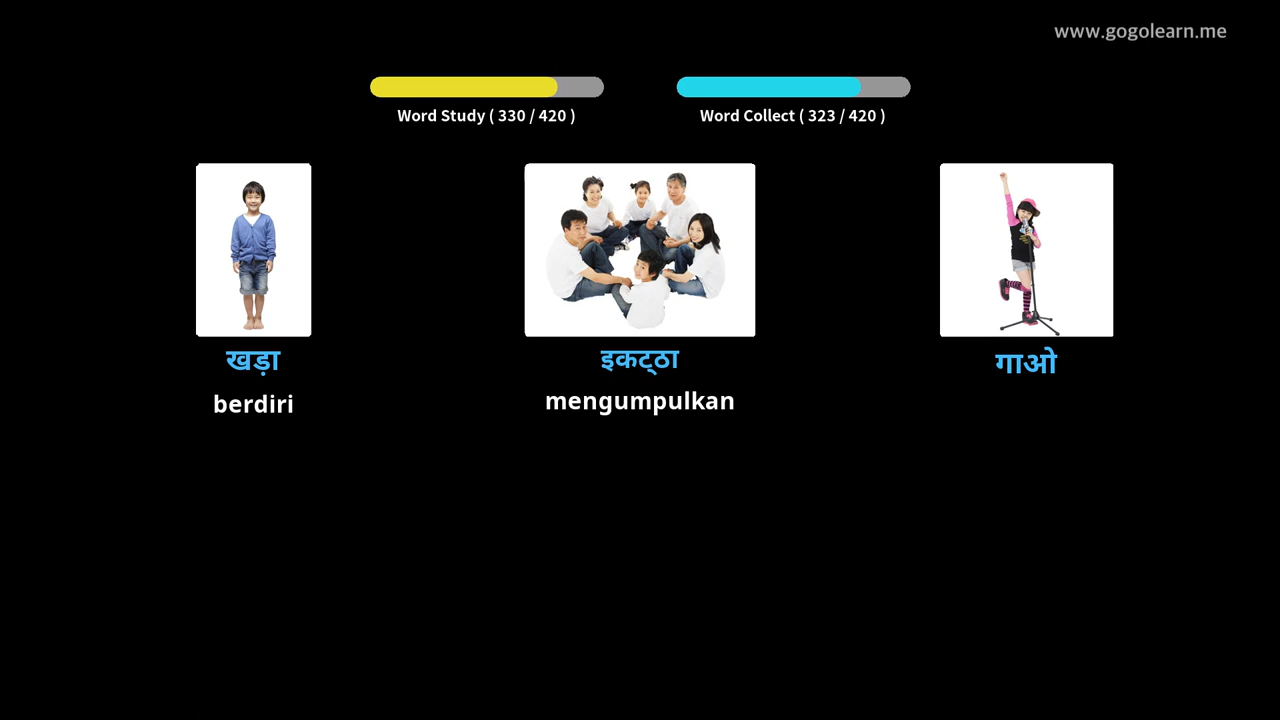 www.gogolearn.me
Word Study ( 330 / 420 )
Word Collect ( 323 / 420 )
खड़ा
इकट्ठा
गाओ
berdiri
mengumpulkan